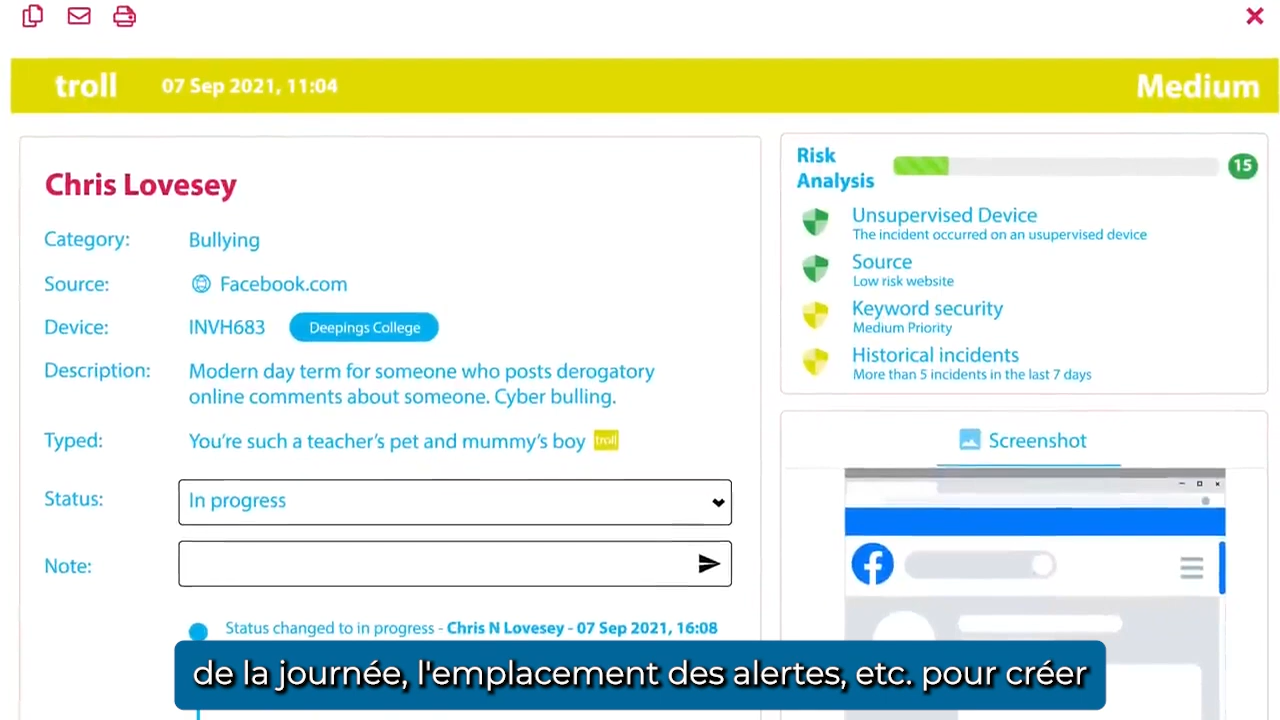 troll 07 Sep 2021, 11:04 Medium
Chris Lovesey
Category: Bullying
Source: Facebook.com
Device: INVH683 Deepings College
Description: Modern day term for someone who posts derogatory
online comments about someone. Cyber bulling.
Typed: You're such a teacher's pet and mummy's boy troll
Status: In progress
Note:
Status changed to in progress - Chris N Lovesey - 07 Sep 2021, 16:08
Risk
Analysis
15
Unsupervised Device
The incident occurred on an usupervised device
Source
Low risk website
Keyword security
Medium Priority
Historical incidents
More than 5 incidents in the last 7 days
Screenshot
de la journée, l'emplacement des alertes, etc. pour créer